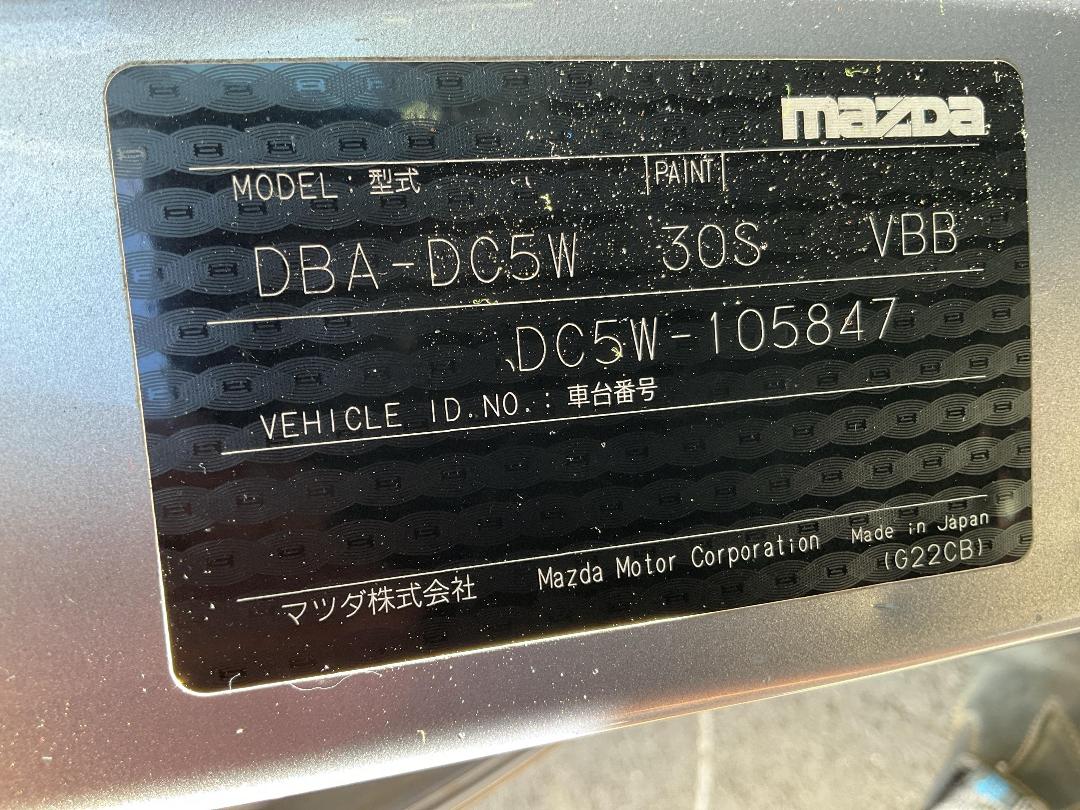 mazda
MODEL : 型式 PAINT
DBA-DC5W 30S VBB
DC5W-105847
VEHICLE ID.NO. : 車台番号
マツダ株式会社 Mazda Motor Corporation Made in Japan
(G22CB)